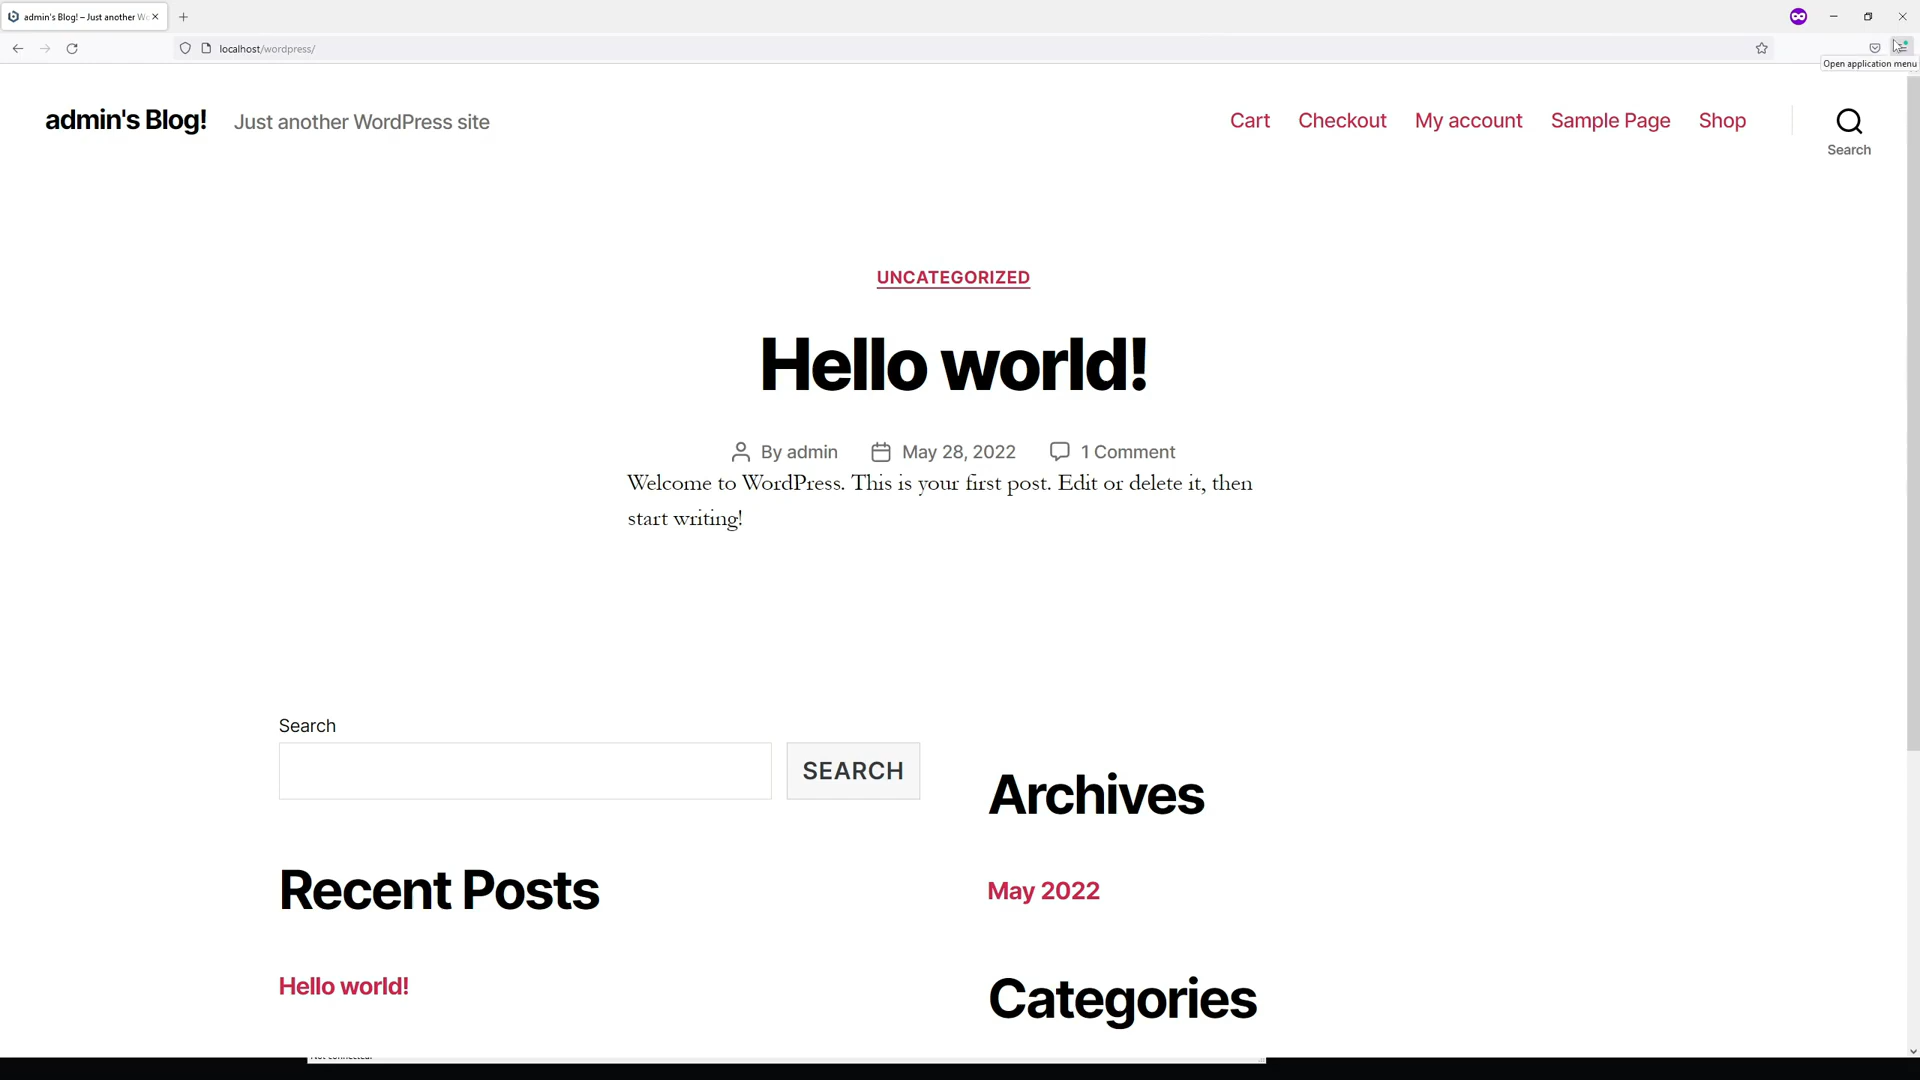 admin's Blog! – Just another Wo
localhost/wordpress/
Open application menu
admin's Blog! Just another WordPress site
Cart Checkout My account Sample Page Shop
Search
UNCATEGORIZED
Hello world!
By admin May 28, 2022 1 Comment
Welcome to WordPress. This is your first post. Edit or delete it, then
start writing!
Search
SEARCH
Archives
Recent Posts
May 2022
Hello world!
Categories